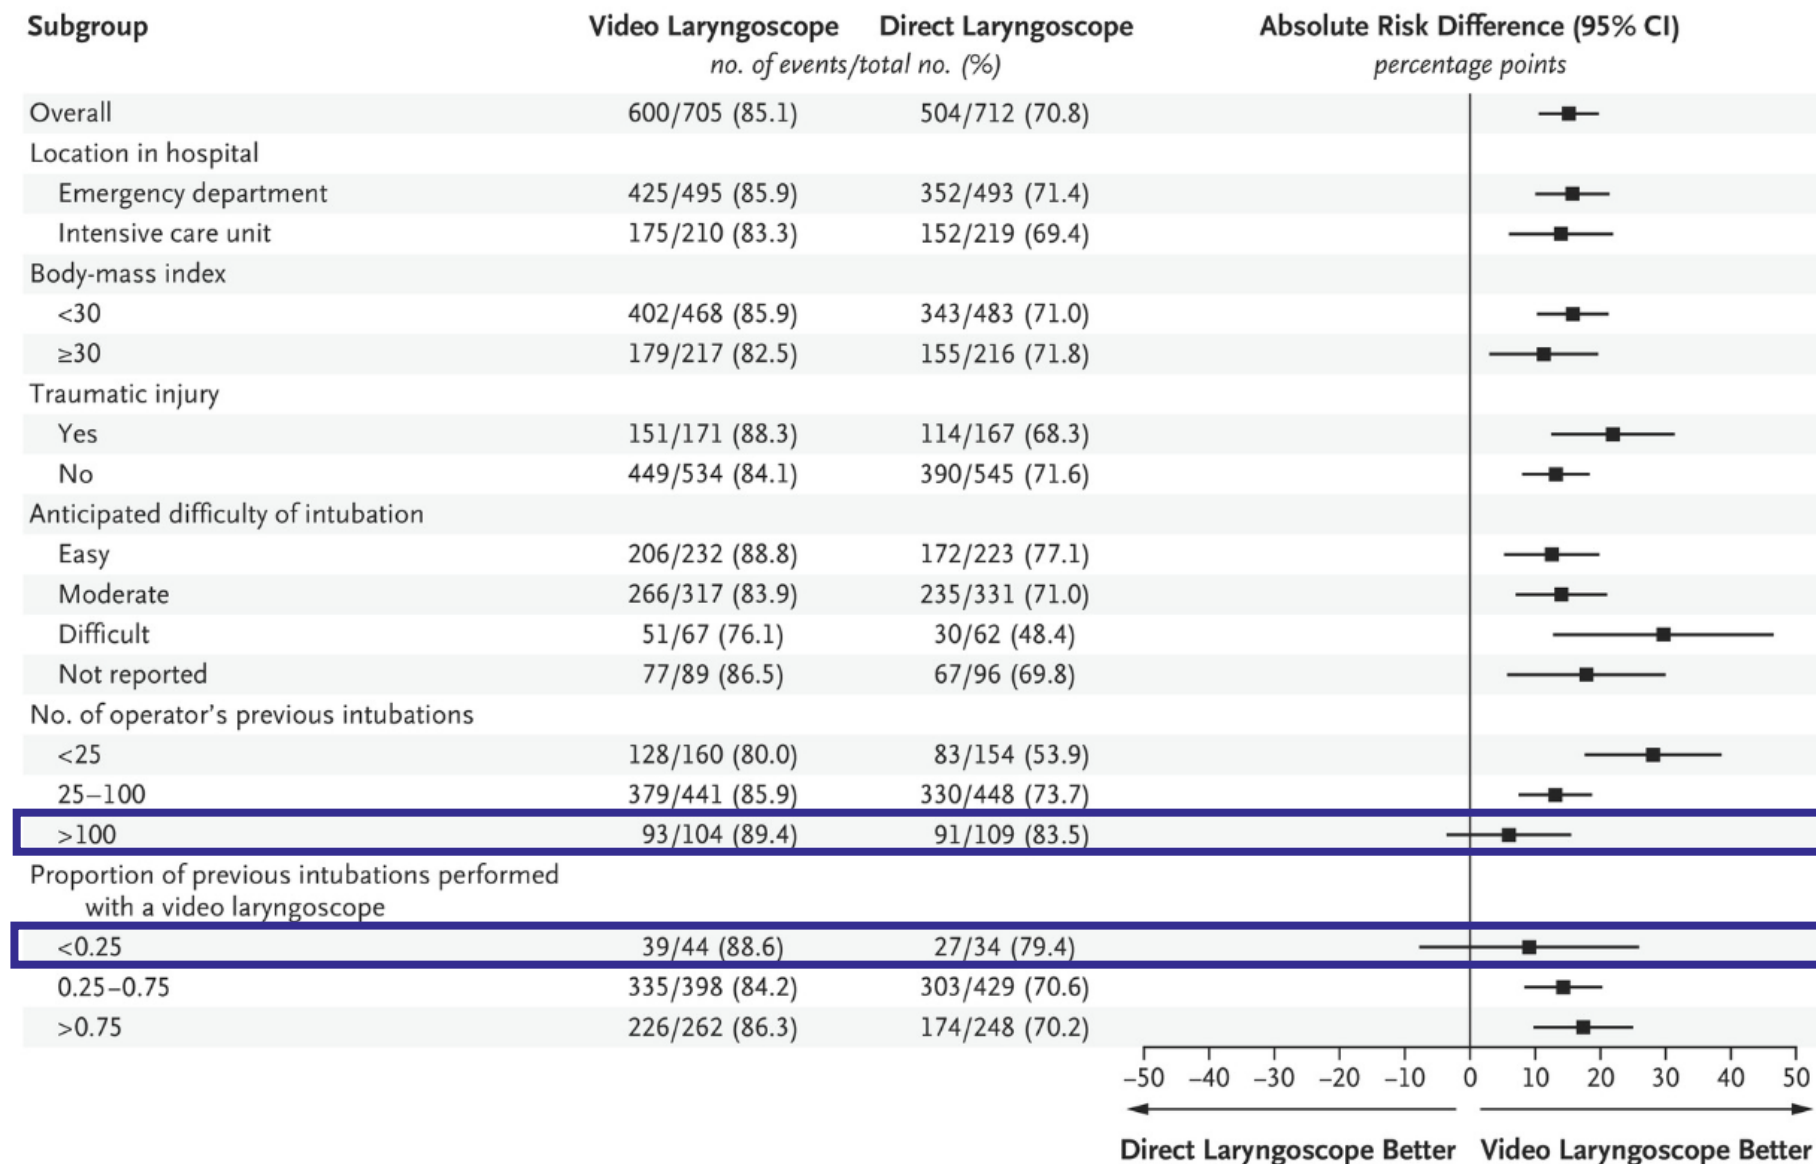 Subgroup Video Laryngoscope Direct Laryngoscope Absolute Risk Difference (95% CI)
no. of events/total no. (%) percentage points
Overall 600/705 (85.1) 504/712 (70.8)
Location in hospital
Emergency department 425/495 (85.9) 352/493 (71.4)
Intensive care unit 175/210 (83.3) 152/219 (69.4)
Body-mass index
<30 402/468 (85.9) 343/483 (71.0)
≥30 179/217 (82.5) 155/216 (71.8)
Traumatic injury
Yes 151/171 (88.3) 114/167 (68.3)
No 449/534 (84.1) 390/545 (71.6)
Anticipated difficulty of intubation
Easy 206/232 (88.8) 172/223 (77.1)
Moderate 266/317 (83.9) 235/331 (71.0)
Difficult 51/67 (76.1) 30/62 (48.4)
Not reported 77/89 (86.5) 67/96 (69.8)
No. of operator’s previous intubations
<25 128/160 (80.0) 83/154 (53.9)
25–100 379/441 (85.9) 330/448 (73.7)
>100 93/104 (89.4) 91/109 (83.5)
Proportion of previous intubations performed
with a video laryngoscope
<0.25 39/44 (88.6) 27/34 (79.4)
0.25–0.75 335/398 (84.2) 303/429 (70.6)
>0.75 226/262 (86.3) 174/248 (70.2)
–50 –40 –30 –20 –10 0 10 20 30 40 50
Direct Laryngoscope Better Video Laryngoscope Better